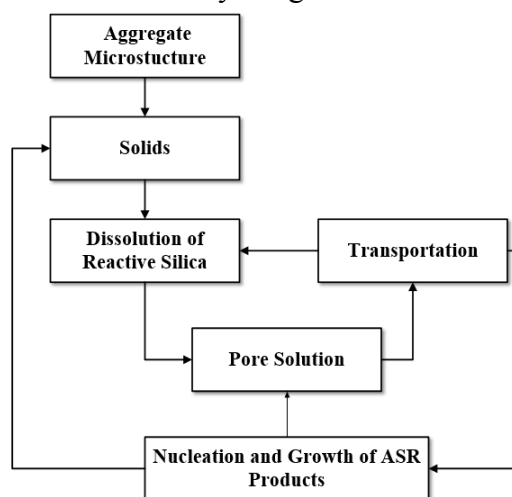 Aggregate
Microstucture
Solids
Dissolution of
Reactive Silica
Transportation
Pore Solution
Nucleation and Growth of ASR
Products